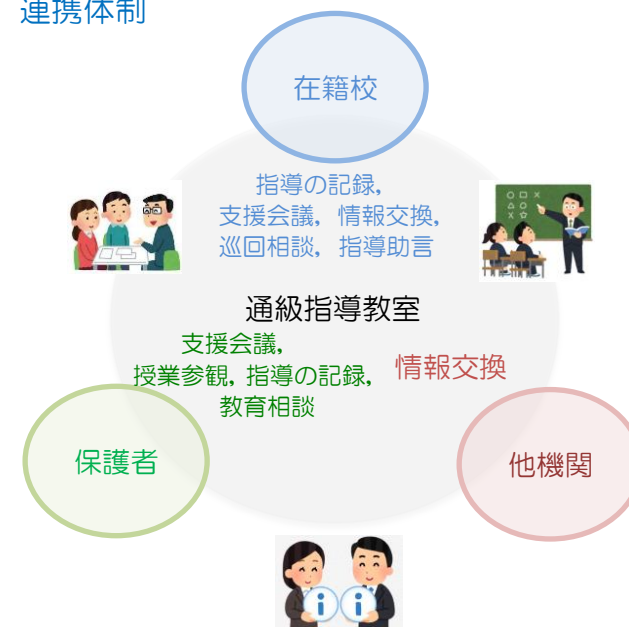 連携体制
在籍校
指導の記録,
支援会議, 情報交換,
巡回相談, 指導助言
通級指導教室
支援会議,
授業参観, 指導の記録,
教育相談
情報交換
保護者
他機関